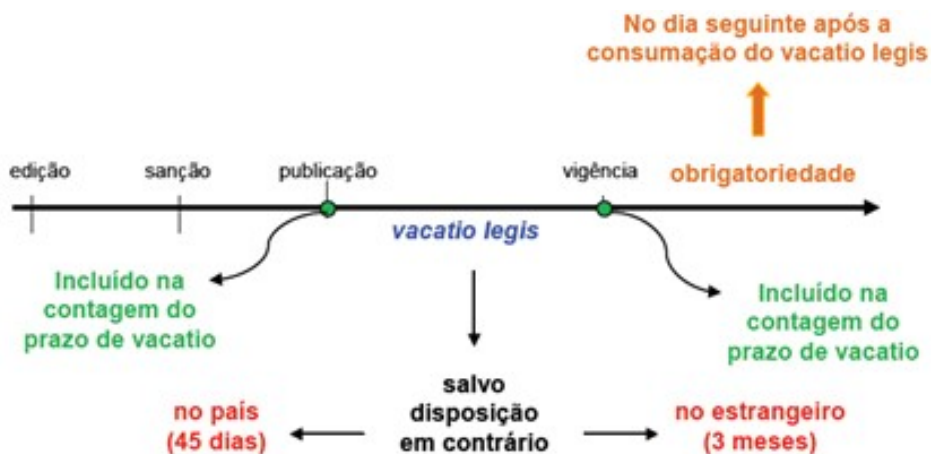 No dia seguinte após a
consumação do vacatio legis
edição
sanção
publicação
vigência
obrigatoriedade
vacatio legis
Incluído na
contagem do
prazo de vacatio
Incluído na
contagem do
prazo de vacatio
no país
(45 dias)
salvo
disposição
em contrário
no estrangeiro
(3 meses)